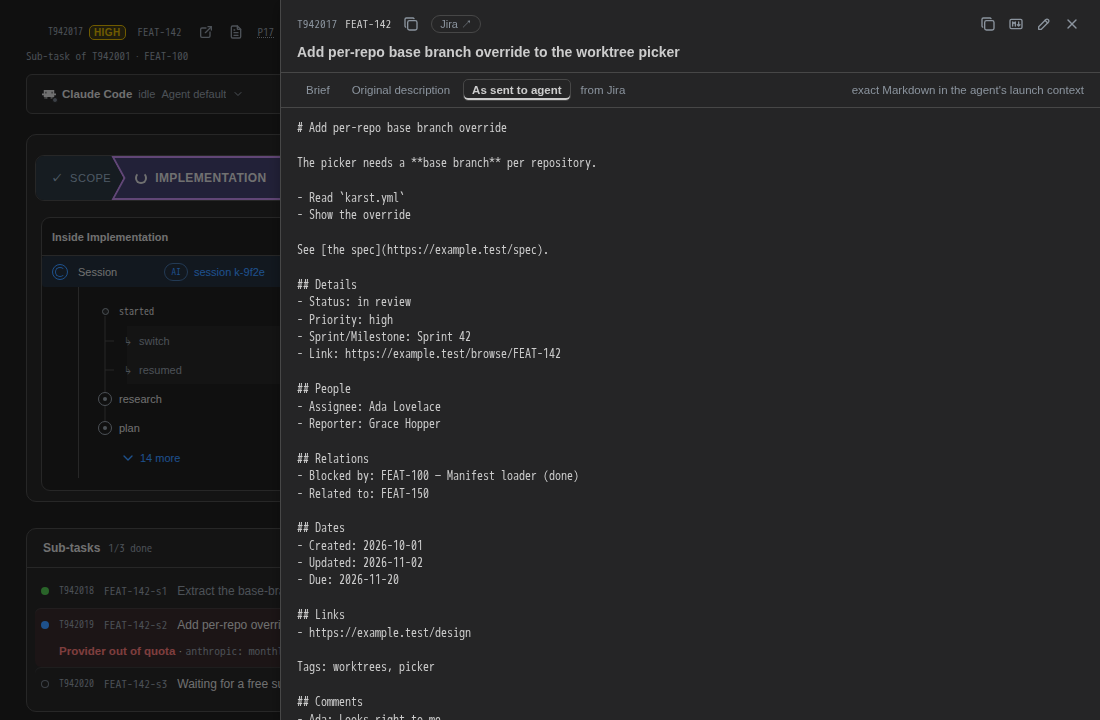 T942017 HIGH FEAT-142 P17
Sub-task of T942001 · FEAT-100
Claude Code idle Agent default
✓ SCOPE IMPLEMENTATION
Inside Implementation
Session AI session k-9f2e
started
↳ switch
↳ resumed
research
plan
14 more
Sub-tasks 1/3 done
T942018 FEAT-142-s1 Extract the base-br
T942019 FEAT-142-s2 Add per-repo overri
Provider out of quota · anthropic: monthl
T942020 FEAT-142-s3 Waiting for a free su
T942017 FEAT-142 Jira ↗
Add per-repo base branch override to the worktree picker
Brief Original description As sent to agent from Jira exact Markdown in the agent's launch context
# Add per-repo base branch override
The picker needs a **base branch** per repository.
- Read `karst.yml`
- Show the override
See [the spec](https://example.test/spec).
## Details
- Status: in review
- Priority: high
- Sprint/Milestone: Sprint 42
- Link: https://example.test/browse/FEAT-142
## People
- Assignee: Ada Lovelace
- Reporter: Grace Hopper
## Relations
- Blocked by: FEAT-100 — Manifest loader (done)
- Related to: FEAT-150
## Dates
- Created: 2026-10-01
- Updated: 2026-11-02
- Due: 2026-11-20
## Links
- https://example.test/design
Tags: worktrees, picker
## Comments
- Ada: Looks right to me